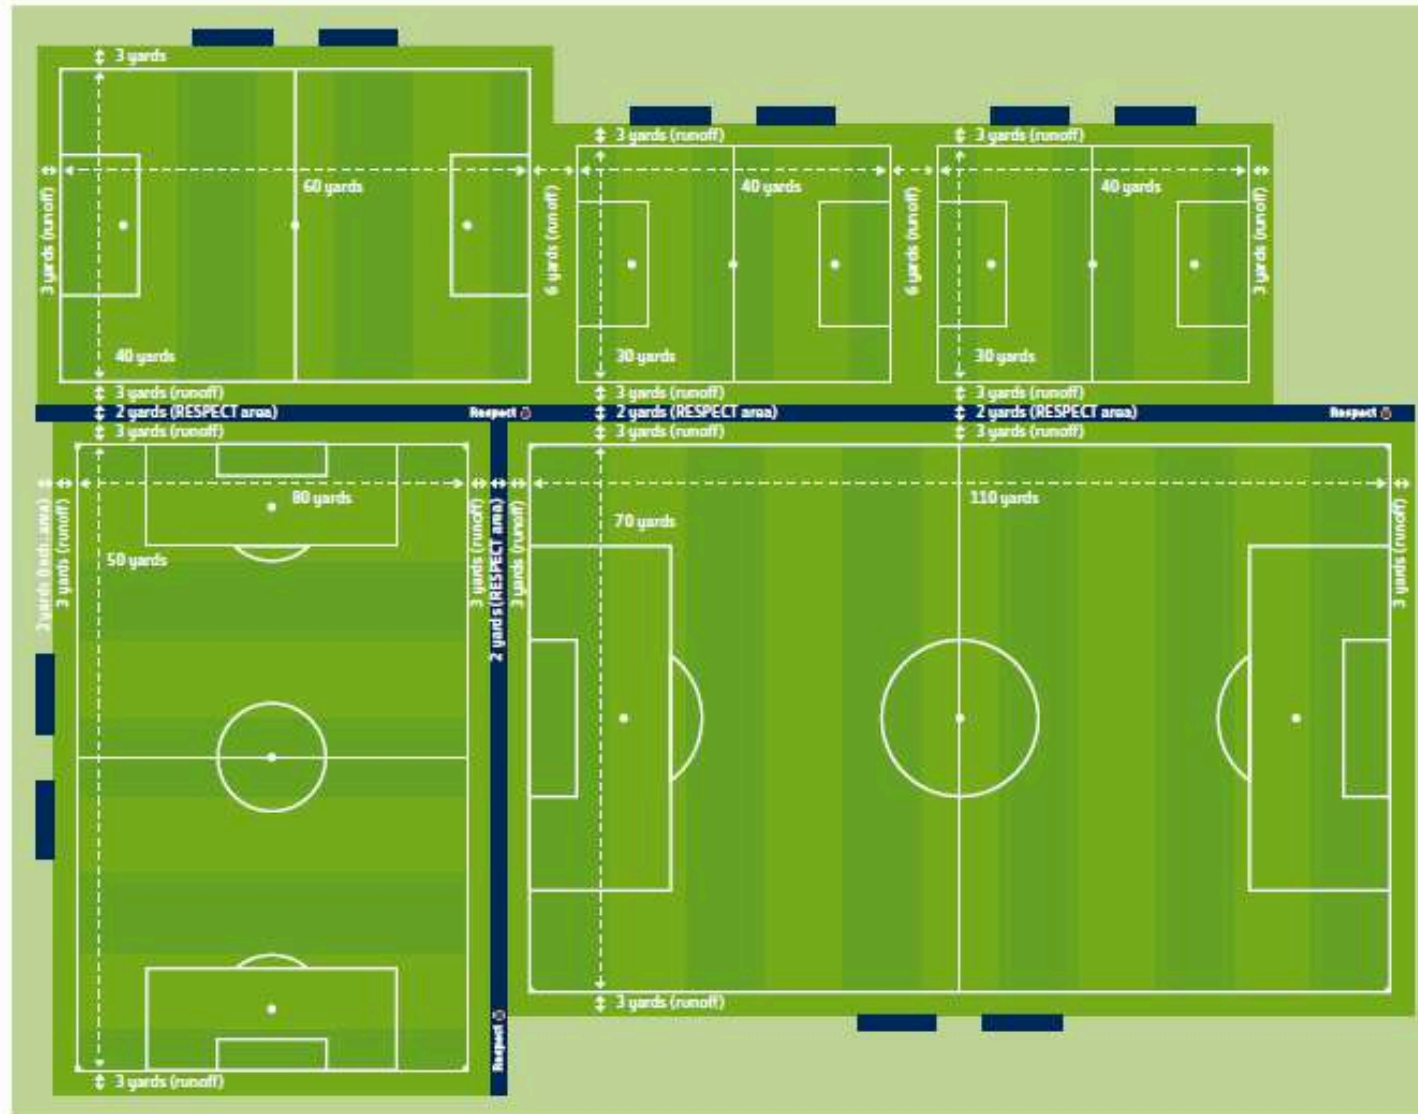 3 yards
3 yards (runoff)
3 yards (runoff)
60 yards
40 yards
40 yards
3 yards (runoff)
6 yards (runoff)
6 yards (runoff)
3 yards (runoff)
40 yards
30 yards
30 yards
3 yards (runoff)
3 yards (runoff)
3 yards (runoff)
2 yards (RESPECT area)
Respect
2 yards (RESPECT area)
2 yards (RESPECT area)
Respect
3 yards (runoff)
3 yards (runoff)
3 yards (runoff)
80 yards
110 yards
2 yards
area)
3 yards (runoff)
3 yards (runoff)
2 yards (RESPECT area)
3 yards (runoff)
3 yards (runoff)
70 yards
50 yards
3 yards (runoff)
Respect
3 yards (runoff)